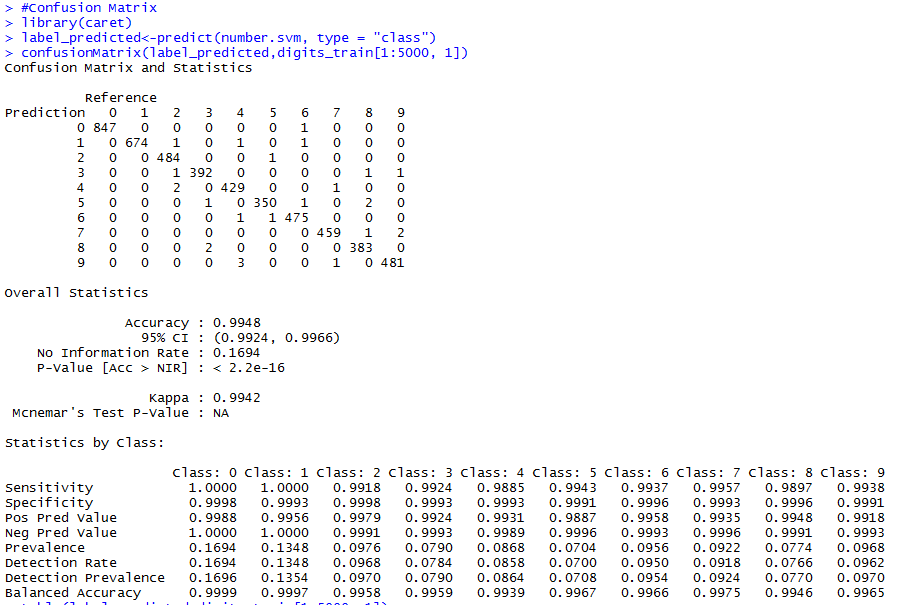 > #Confusion Matrix
> library(caret)
> label_predicted<-predict(number.svm, type = "class")
> confusionMatrix(label_predicted,digits_train[1:5000, 1])
Confusion Matrix and Statistics
Reference
Prediction 0 1 2 3 4 5 6 7 8 9
0 847 0 0 0 0 0 1 0 0 0
1 0 674 1 0 1 0 1 0 0 0
2 0 0 484 0 0 1 0 0 0 0
3 0 0 1 392 0 0 0 0 1 1
4 0 0 2 0 429 0 0 1 0 0
5 0 0 0 1 0 350 1 0 2 0
6 0 0 0 0 1 1 475 0 0 0
7 0 0 0 0 0 0 0 459 1 2
8 0 0 0 2 0 0 0 0 383 0
9 0 0 0 0 3 0 0 1 0 481
Overall Statistics
Accuracy : 0.9948
95% CI : (0.9924, 0.9966)
No Information Rate : 0.1694
P-Value [Acc > NIR] : < 2.2e-16
Kappa : 0.9942
Mcnemar's Test P-Value : NA
Statistics by Class:
Class: 0 Class: 1 Class: 2 Class: 3 Class: 4 Class: 5 Class: 6 Class: 7 Class: 8 Class: 9
Sensitivity 1.0000 1.0000 0.9918 0.9924 0.9885 0.9943 0.9937 0.9957 0.9897 0.9938
Specificity 0.9998 0.9993 0.9998 0.9993 0.9993 0.9991 0.9996 0.9993 0.9996 0.9991
Pos Pred Value 0.9988 0.9956 0.9979 0.9924 0.9931 0.9887 0.9958 0.9935 0.9948 0.9918
Neg Pred Value 1.0000 1.0000 0.9991 0.9993 0.9989 0.9996 0.9993 0.9996 0.9991 0.9993
Prevalence 0.1694 0.1348 0.0976 0.0790 0.0868 0.0704 0.0956 0.0922 0.0774 0.0968
Detection Rate 0.1694 0.1348 0.0968 0.0784 0.0858 0.0700 0.0950 0.0918 0.0766 0.0962
Detection Prevalence 0.1696 0.1354 0.0970 0.0790 0.0864 0.0708 0.0954 0.0924 0.0770 0.0970
Balanced Accuracy 0.9999 0.9997 0.9958 0.9959 0.9939 0.9967 0.9966 0.9975 0.9946 0.9965